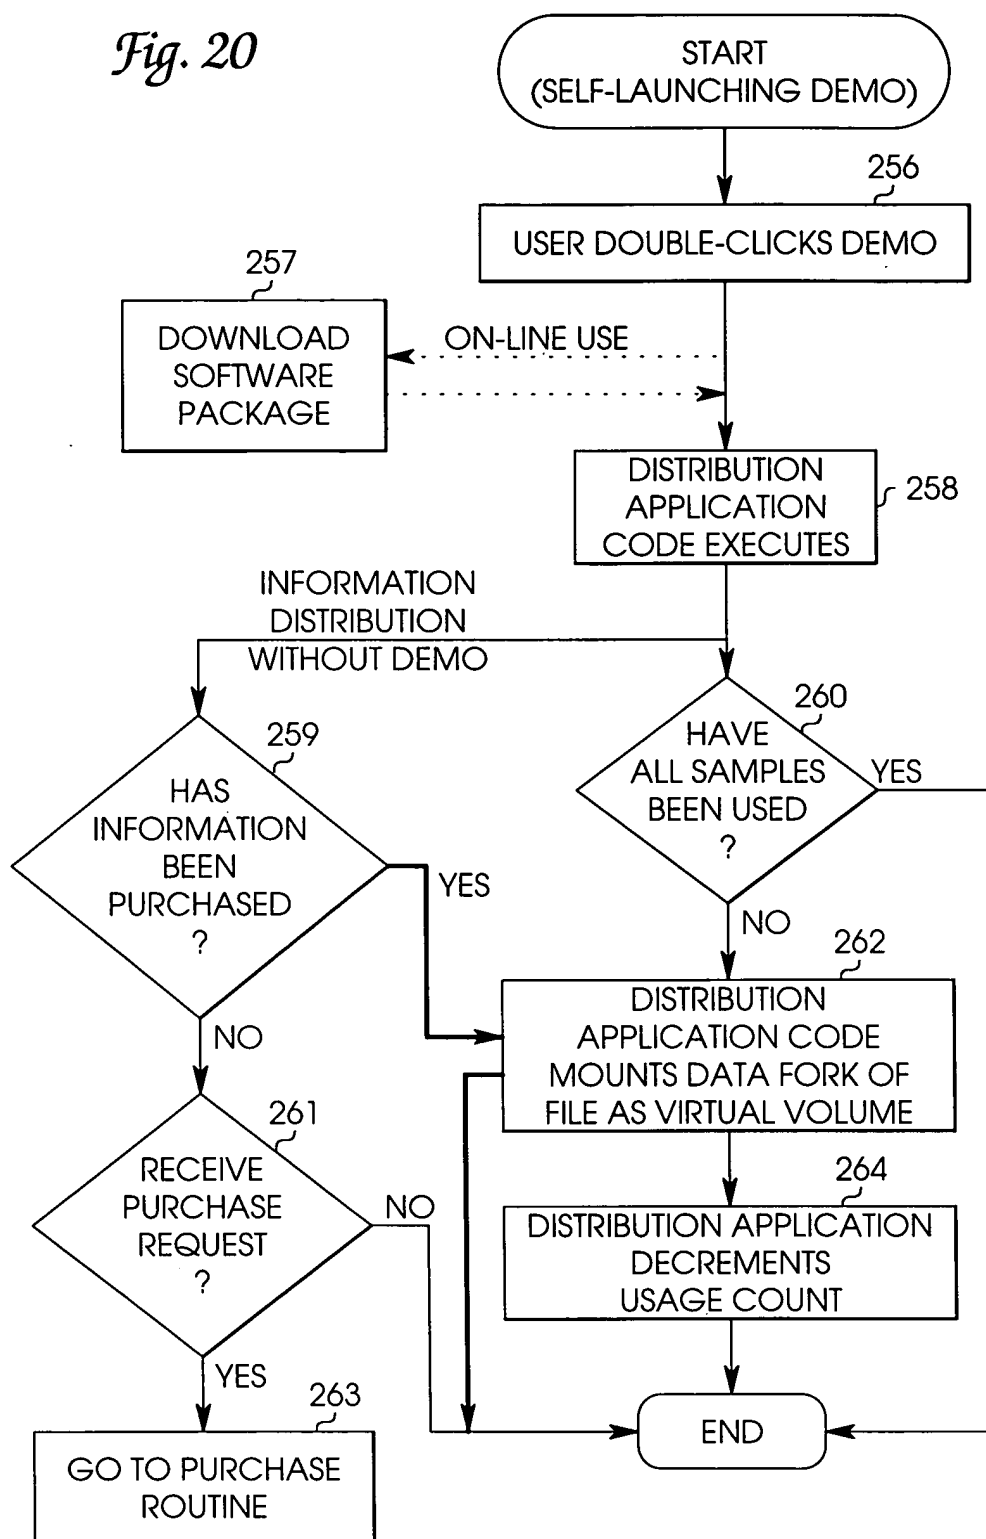 Fig. 20
START
(SELF-LAUNCHING DEMO)
256
USER DOUBLE-CLICKS DEMO
257
DOWNLOAD
SOFTWARE
PACKAGE
ON-LINE USE
DISTRIBUTION
APPLICATION
CODE EXECUTES
258
INFORMATION
DISTRIBUTION
WITHOUT DEMO
259
HAS
INFORMATION
BEEN
PURCHASED
?
YES
NO
260
HAVE
ALL SAMPLES
BEEN USED
?
YES
NO
262
DISTRIBUTION
APPLICATION CODE
MOUNTS DATA FORK OF
FILE AS VIRTUAL VOLUME
261
RECEIVE
PURCHASE
REQUEST
?
NO
YES
264
DISTRIBUTION APPLICATION
DECREMENTS
USAGE COUNT
263
GO TO PURCHASE
ROUTINE
END